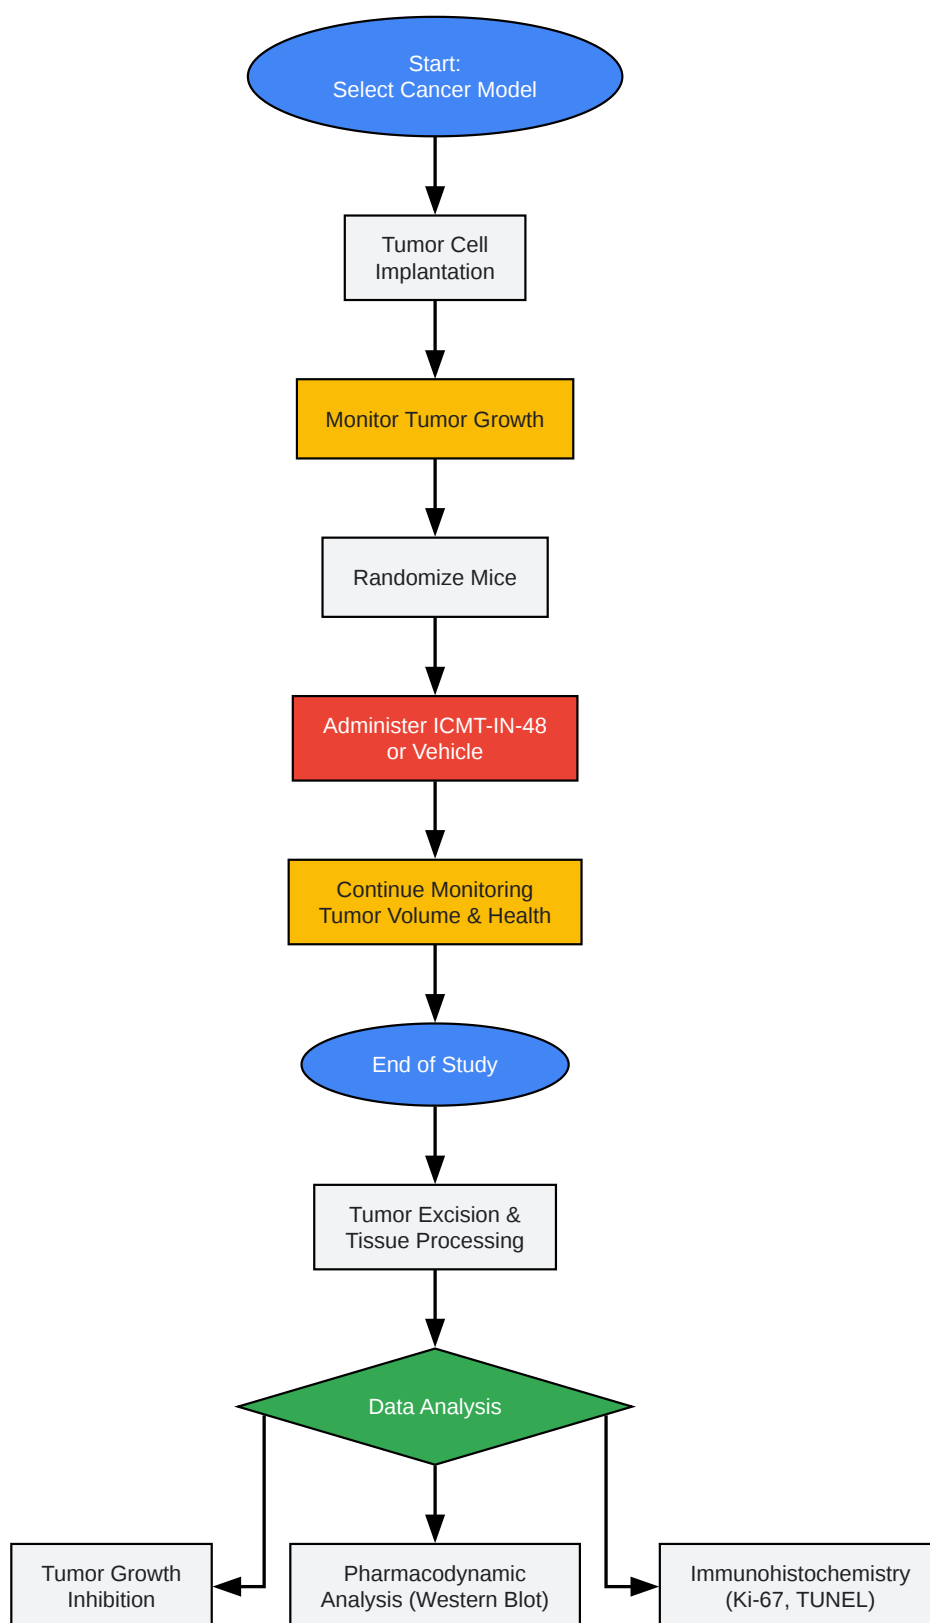 Start:
Select Cancer Model
Tumor Cell
Implantation
Monitor Tumor Growth
Randomize Mice
Administer ICMT-IN-48
or Vehicle
Continue Monitoring
Tumor Volume & Health
End of Study
Tumor Excision &
Tissue Processing
Data Analysis
Tumor Growth
Inhibition
Pharmacodynamic
Analysis (Western Blot)
Immunohistochemistry
(Ki-67, TUNEL)